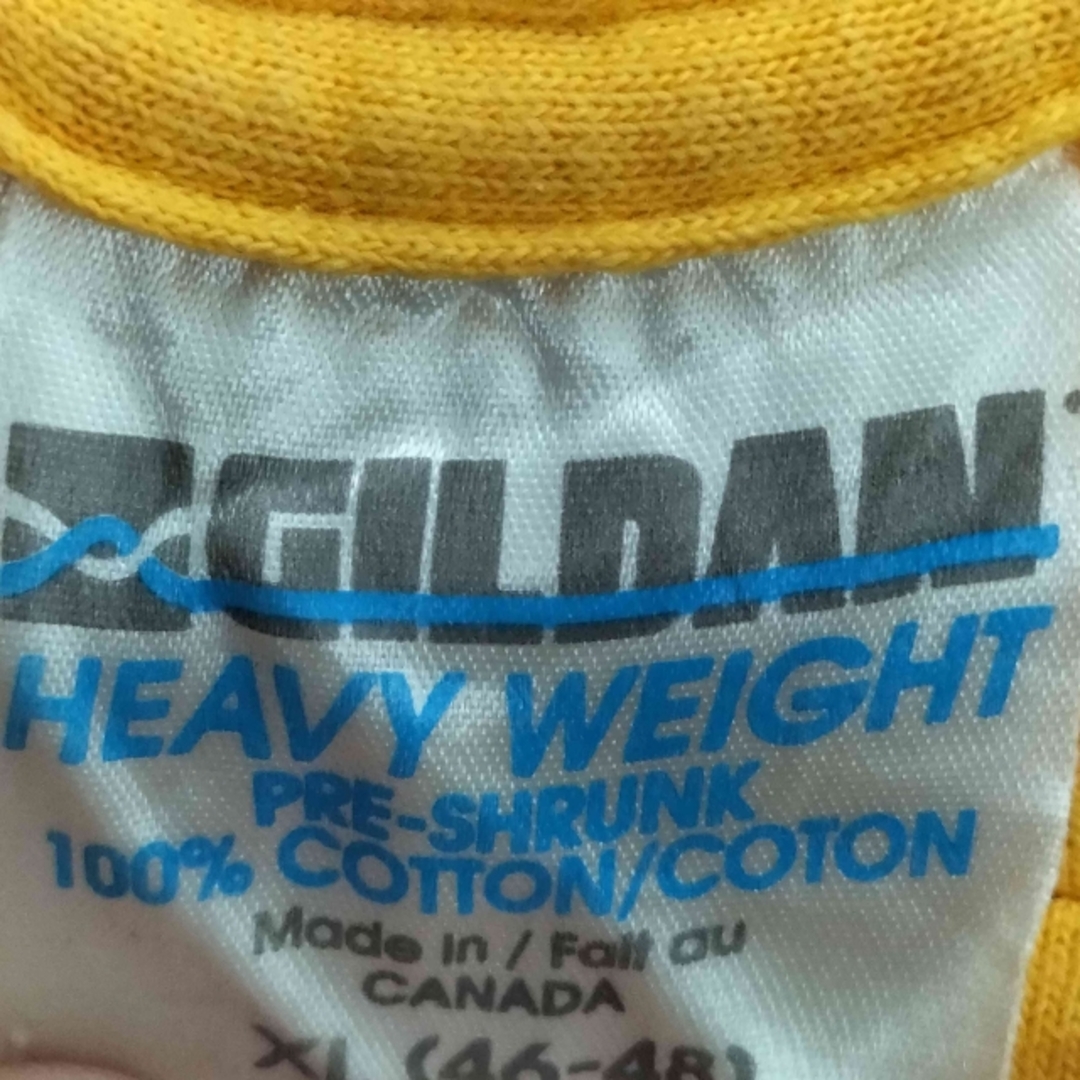 GILDAN
HEAVY WEIGHT
PRE-SHRUNK
100% COTTON/COTON
Made in / Fait au
CANADA
XL (46-48)